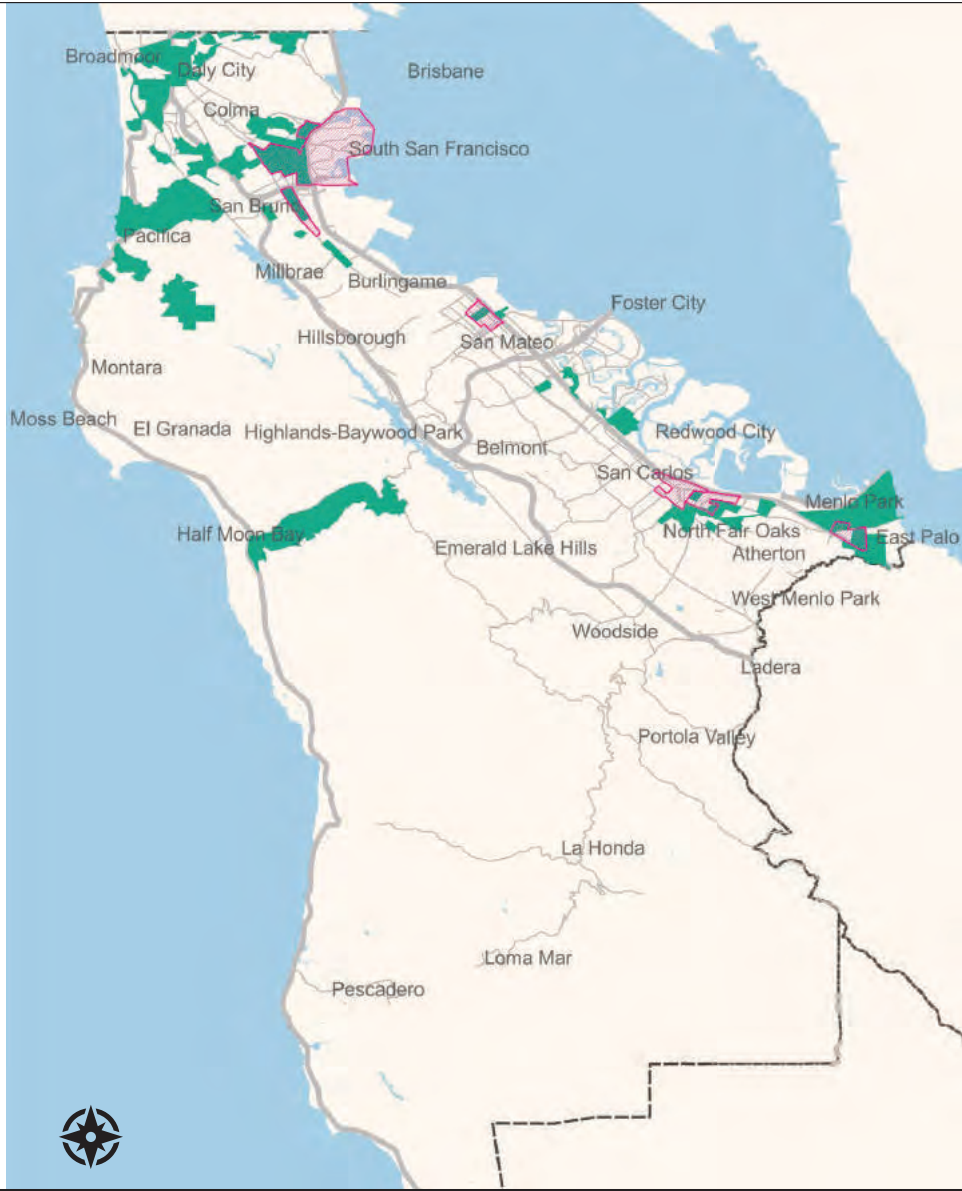 Broadmoor
Daly City
Brisbane
Colma
South San Francisco
San Bruno
Pacifica
Millbrae
Burlingame
Foster City
Hillsborough
San Mateo
Montara
Moss Beach
El Granada
Highlands-Baywood Park
Redwood City
Belmont
San Carlos
Menlo Park
Half Moon Bay
North Fair Oaks
East Palo
Emerald Lake Hills
Atherton
West Menlo Park
Woodside
Ladera
Portola Valley
La Honda
Loma Mar
Pescadero